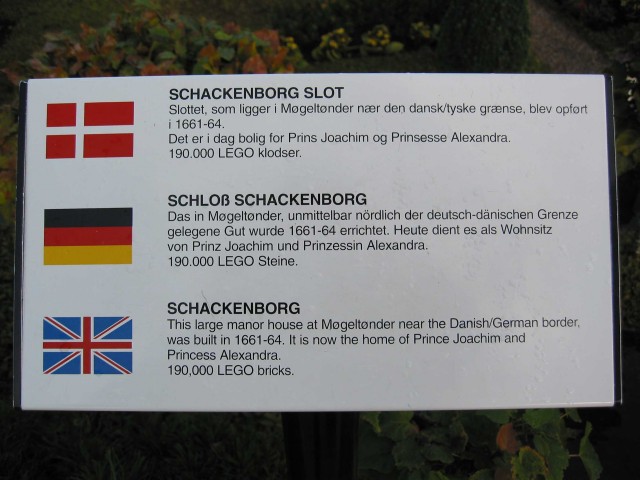 SCHACKENBORG SLOT
Slottet, som ligger i Møgeltønder nær den dansk/tyske grænse, blev opført
i 1661-64.
Det er i dag bolig for Prins Joachim og Prinsesse Alexandra.
190.000 LEGO klodser.
SCHLOß SCHACKENBORG
Das in Møgeltønder, unmittelbar nördlich der deutsch-dänischen Grenze
gelegene Gut wurde 1661-64 errichtet. Heute dient es als Wohnsitz
von Prinz Joachim und Prinzessin Alexandra.
190.000 LEGO Steine.
SCHACKENBORG
This large manor house at Møgeltønder near the Danish/German border,
was built in 1661-64. It is now the home of Prince Joachim and
Princess Alexandra.
190,000 LEGO bricks.